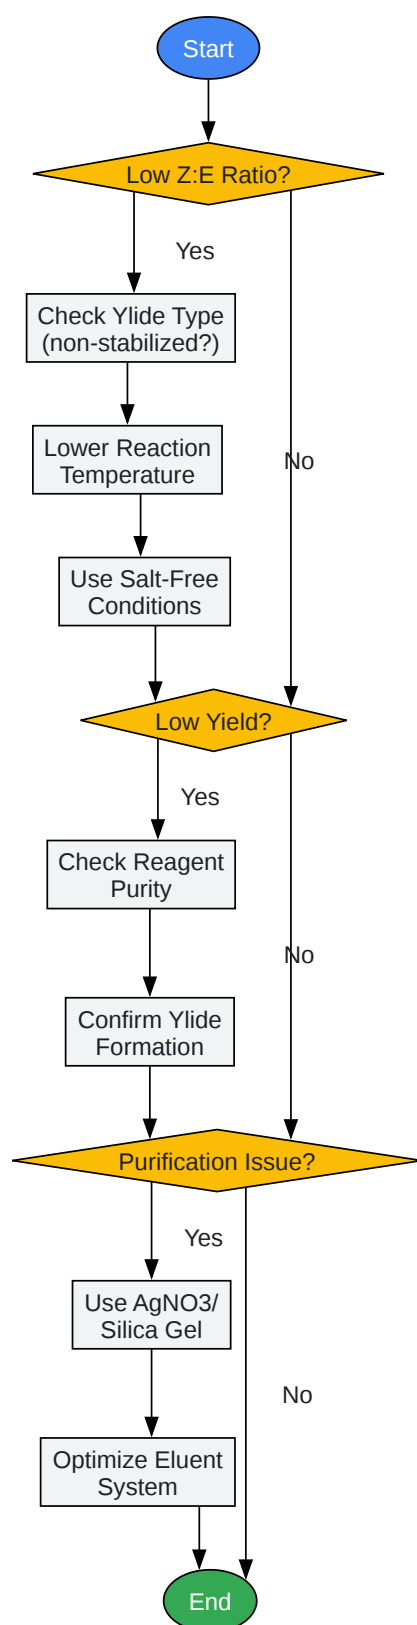 Start
Low Z:E Ratio?
Yes
Check Ylide Type
(non-stabilized?)
Lower Reaction
Temperature
No
Use Salt-Free
Conditions
Low Yield?
Yes
Check Reagent
Purity
No
Confirm Ylide
Formation
Purification Issue?
Yes
Use AgNO3/
Silica Gel
No
Optimize Eluent
System
End